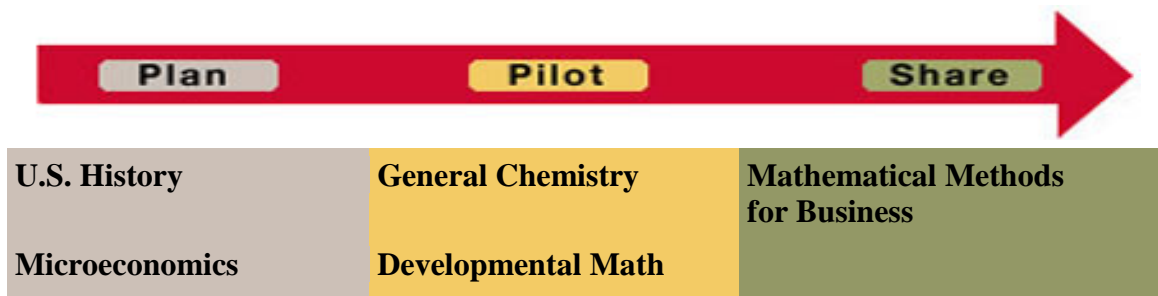 Plan Pilot Share
U.S. History General Chemistry Mathematical Methods
for Business
Microeconomics Developmental Math